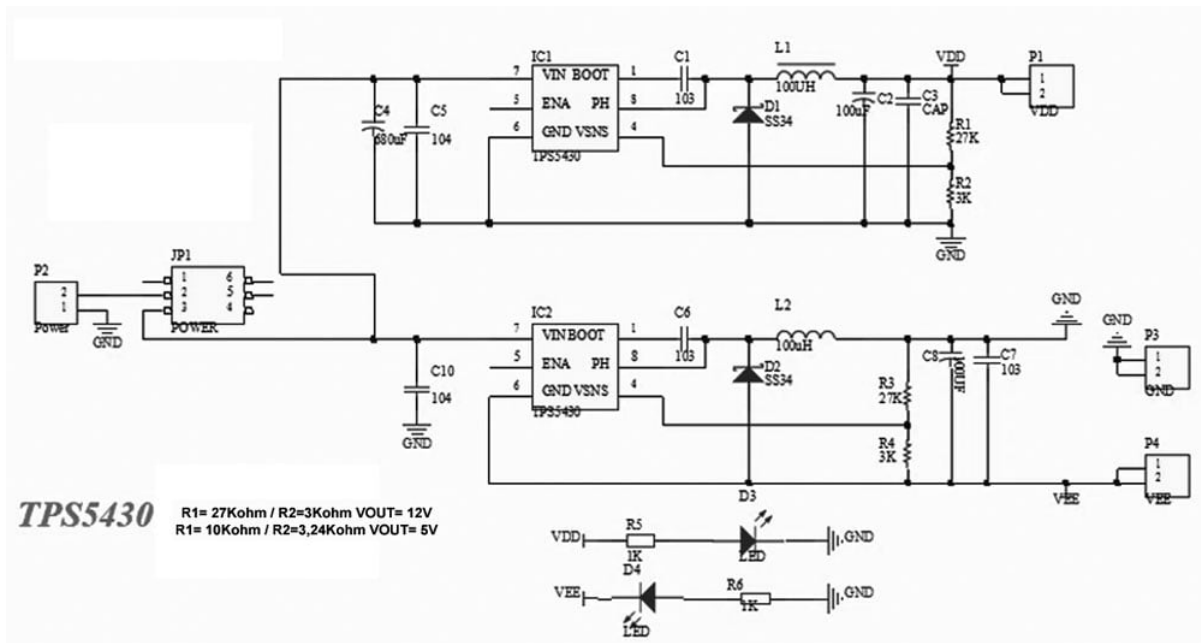 IC1
7 VIN BOOT 1
5 ENA PH 8
6 GND VSNS 4
TPS5430
C1
103
L1
100UH
D1
SS34
C2
100uF
C3
CAP
VDD
R1
27K
R2
3K
GND
P1
1
2
VDD
C4
680uF
C5
104
P2
2
1
Power
GND
JP1
1 6
2 5
3 4
POWER
C10
104
GND
IC2
7 VIN BOOT 1
5 ENA PH 8
6 GND VSNS 4
TPS5430
C6
103
L2
100uH
D2
SS34
R3
27K
R4
3K
C8
100UF
C7
103
GND
GND
P3
1
2
GND
P4
1
2
VEE
VEE
TPS5430
R1= 27Kohm / R2=3Kohm VOUT= 12V
R1= 10Kohm / R2=3,24Kohm VOUT= 5V
D3
VDD R5 GND
1K LED
D4
VEE R6 GND
1K
LED